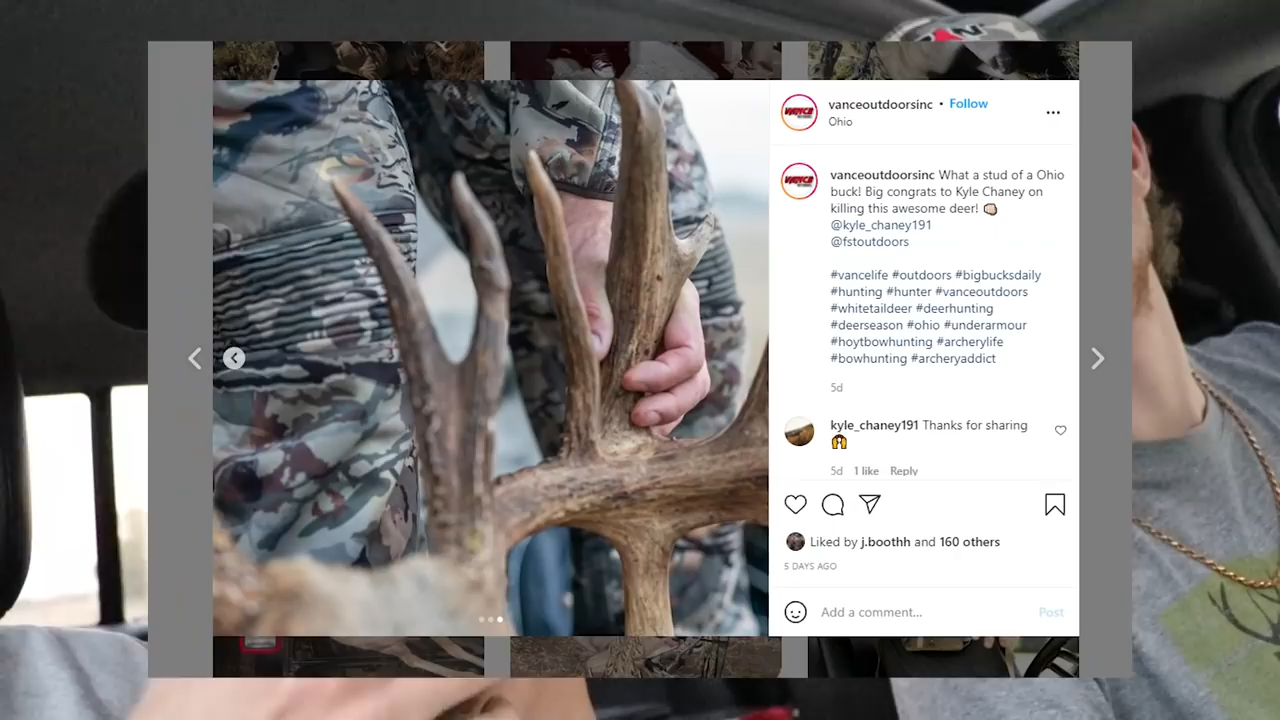 vanceoutdoorsinc • Follow
Ohio
vanceoutdoorsinc What a stud of a Ohio
buck! Big congrats to Kyle Chaney on
killing this awesome deer!
@kyle_chaney191
@fstoutdoors
#vancelife #outdoors #bigbucksdaily
#hunting #hunter #vanceoutdoors
#whitetaildeer #deerhunting
#deerseason #ohio #underarmour
#hoytbowhunting #archerylife
#bowhunting #archeryaddict
5d
kyle_chaney191 Thanks for sharing
5d 1 like Reply
Liked by j.boothh and 160 others
5 DAYS AGO
Add a comment... Post